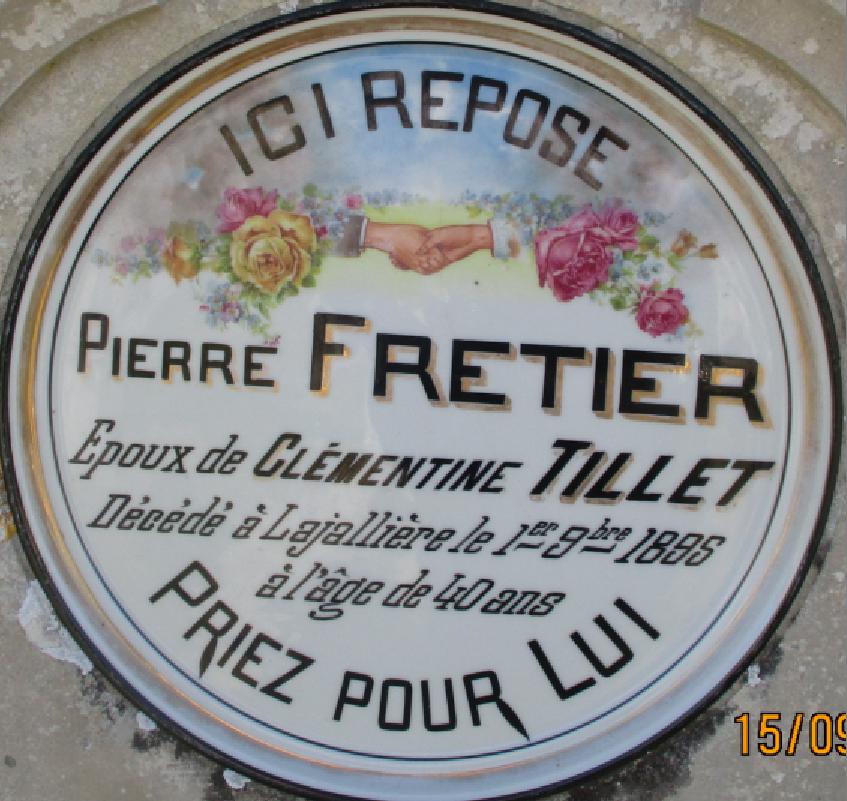 ICI REPOSE
PIERRE FRETIER
Epoux de CLÉMENTINE TILLET
Décédé à Lajallière le 1er 9bre 1895
à l'âge de 40 ans
PRIEZ POUR LUI
15/09